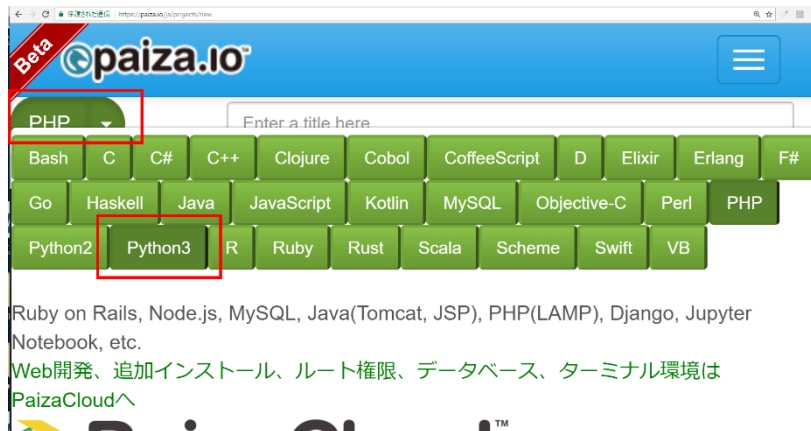 保護された通信 https://paiza.io/ja/projects/new
Beta
paiza.io
PHP
Enter a title here
Bash C C# C++ Clojure Cobol CoffeeScript D Elixir Erlang F#
Go Haskell Java JavaScript Kotlin MySQL Objective-C Perl PHP
Python2 Python3 R Ruby Rust Scala Scheme Swift VB
Ruby on Rails, Node.js, MySQL, Java(Tomcat, JSP), PHP(LAMP), Django, Jupyter
Notebook, etc.
Web開発、追加インストール、ルート権限、データベース、ターミナル環境は
PaizaCloudへ